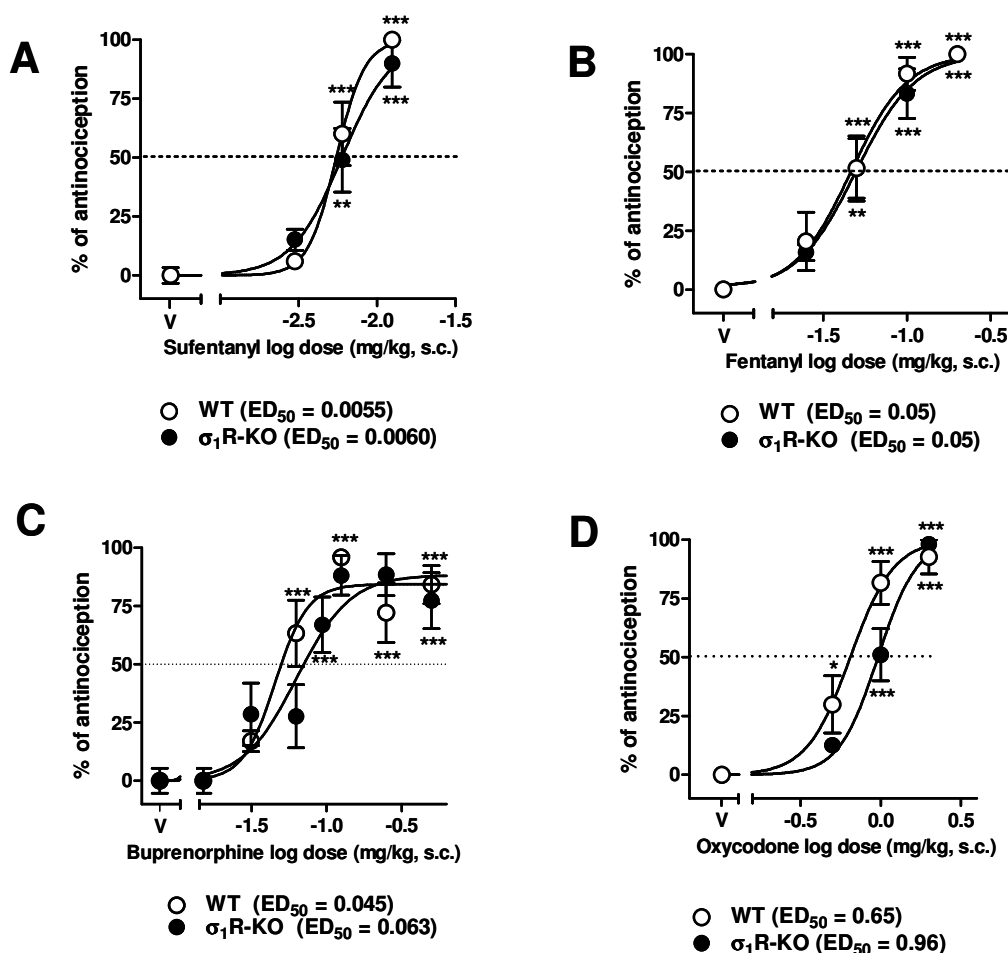 A
% of antinociception
100
75
50
25
0
***
***
***
**
V
-2.5
-2.0
-1.5
Sufentanyl log dose (mg/kg, s.c.)
WT (ED50 = 0.0055)
σ1R-KO (ED50 = 0.0060)
B
% of antinociception
100
75
50
25
0
***
***
***
***
***
**
V
-1.5
-1.0
-0.5
Fentanyl log dose (mg/kg, s.c.)
WT (ED50 = 0.05)
σ1R-KO (ED50 = 0.05)
C
% of antinociception
100
75
50
25
0
***
***
***
***
***
***
V
-1.5
-1.0
-0.5
Buprenorphine log dose (mg/kg, s.c.)
WT (ED50 = 0.045)
σ1R-KO (ED50 = 0.063)
D
% of antinociception
100
75
50
25
0
***
***
***
*
***
V
-0.5
0.0
0.5
Oxycodone log dose (mg/kg, s.c.)
WT (ED50 = 0.65)
σ1R-KO (ED50 = 0.96)